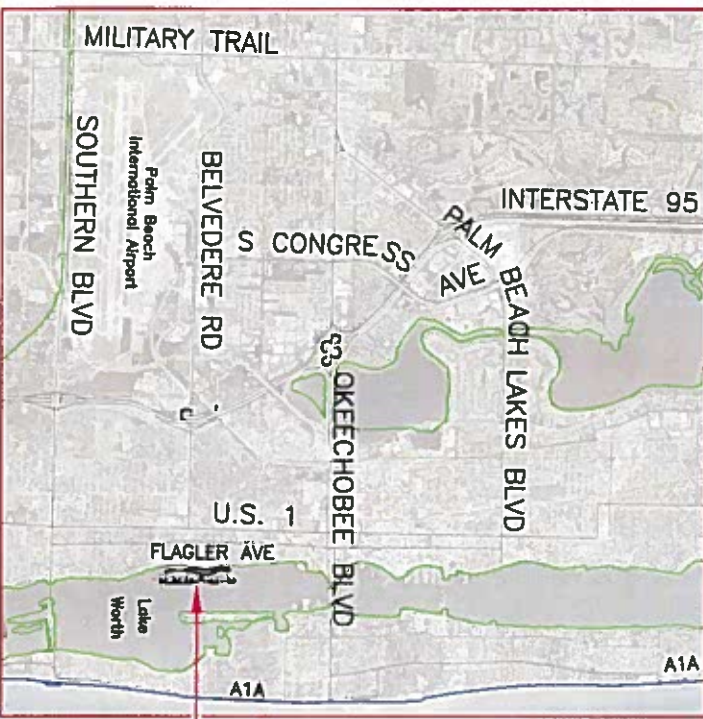 MILITARY TRAIL
SOUTHERN BLVD
Palm Beach
International Airport
BELVEDERE RD
S CONGRESS AVE
INTERSTATE 95
PALM BEACH LAKES BLVD
OKEECHOBEE BLVD
U.S. 1
FLAGLER AVE
Lake
Worth
A1A
A1A